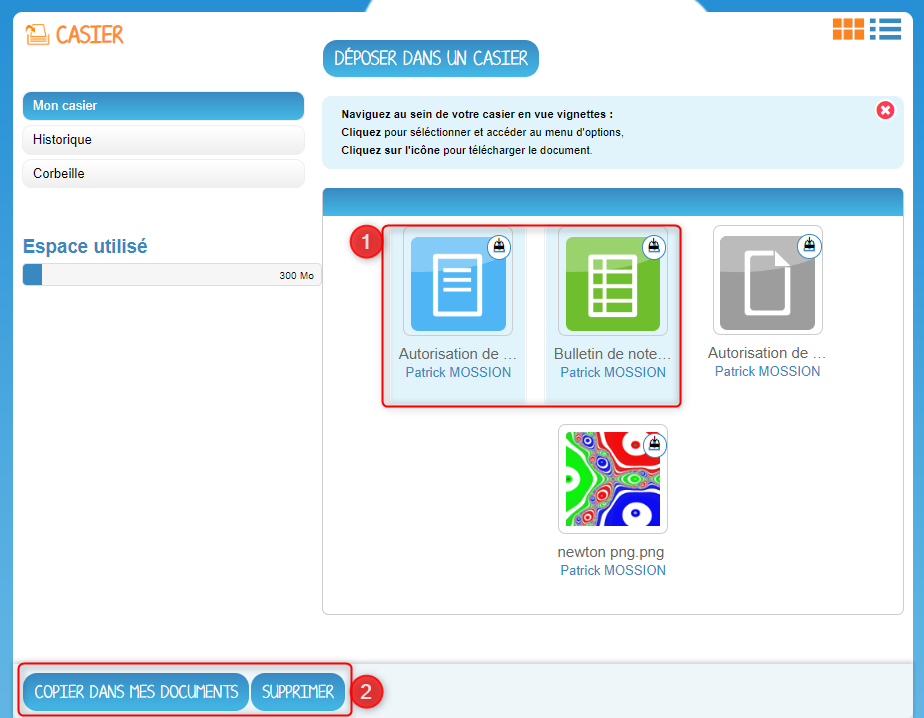 CASIER
DÉPOSER DANS UN CASIER
Mon casier
Historique
Corbeille
Espace utilisé
300 Mo
Naviguez au sein de votre casier en vue vignettes :
Cliquez pour séléctionner et accéder au menu d'options,
Cliquez sur l'icône pour télécharger le document.
1
Autorisation de ...
Patrick MOSSION
Bulletin de note...
Patrick MOSSION
Autorisation de ...
Patrick MOSSION
newton png.png
Patrick MOSSION
COPIER DANS MES DOCUMENTS
SUPPRIMER
2